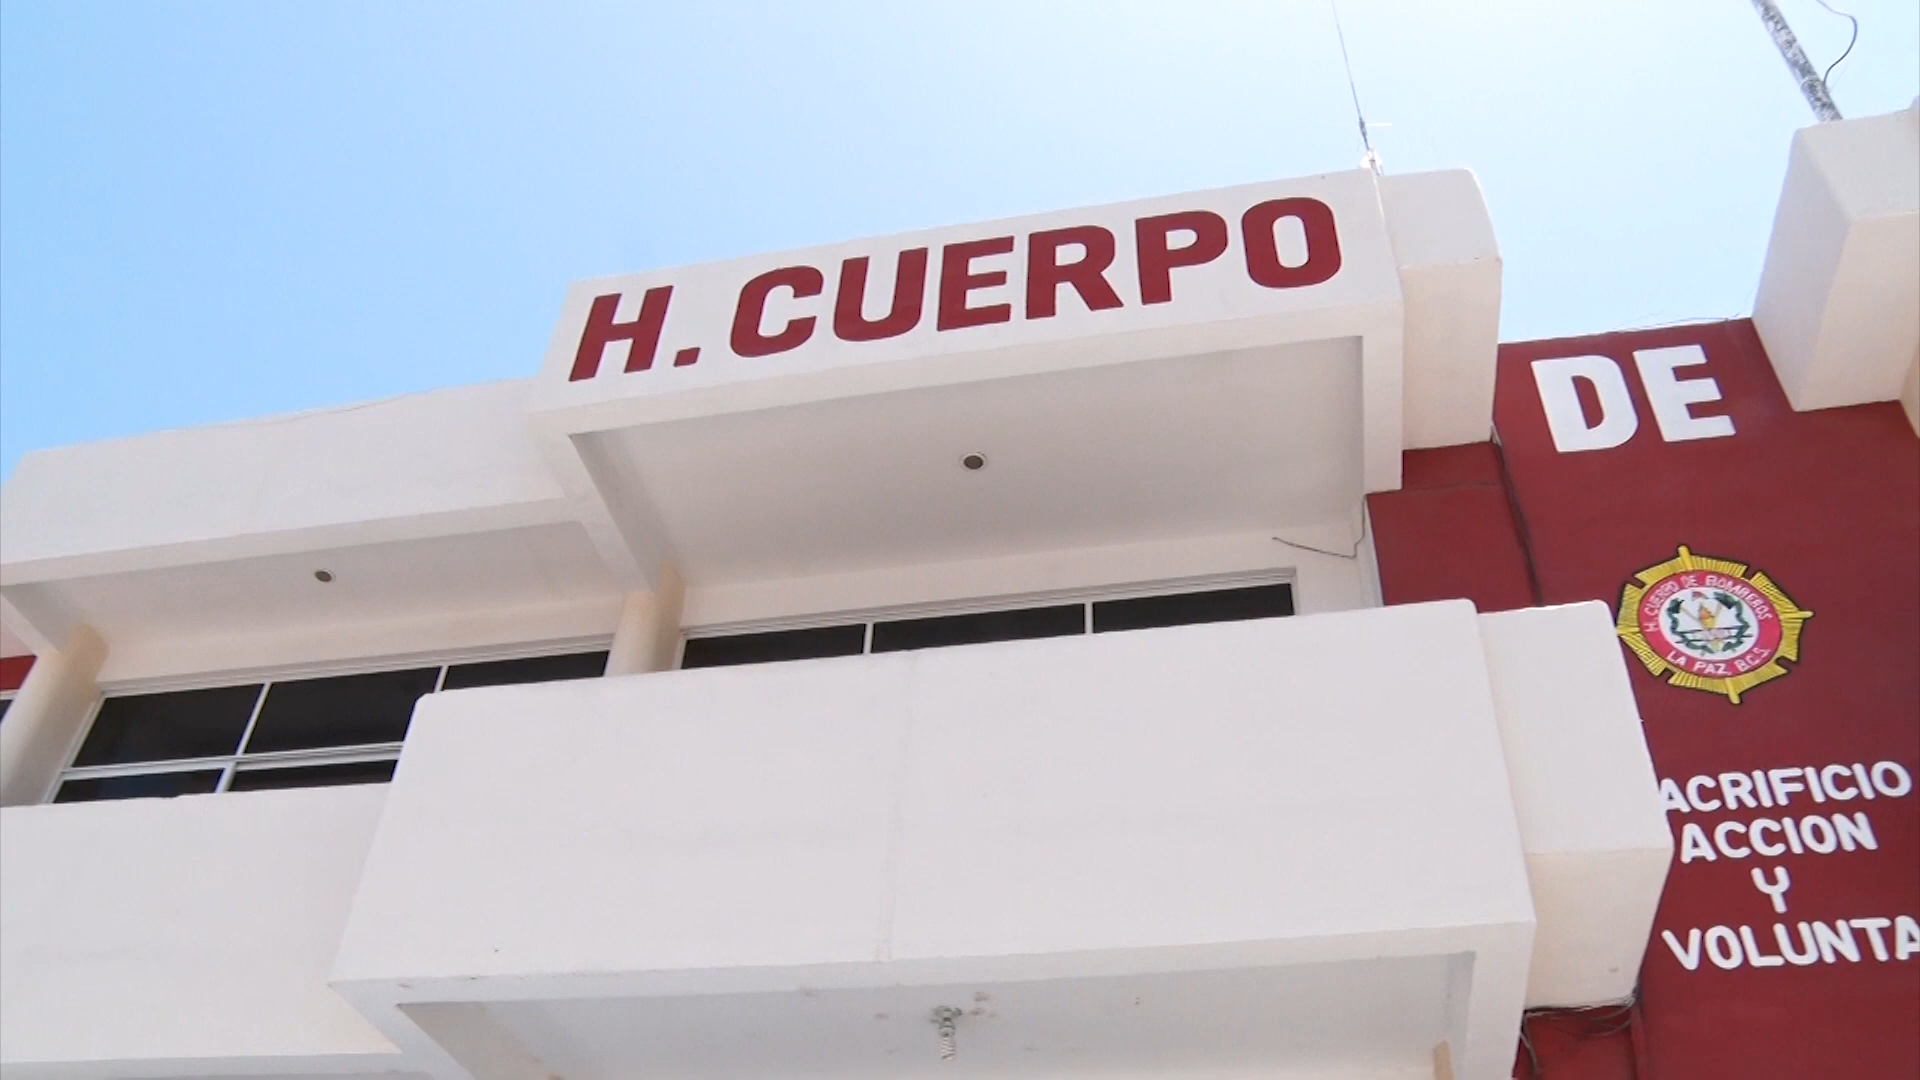 H. CUERPO
DE
H. CUERPO DE BOMBEROS
LA PAZ, B.C.S.
ACRIFICIO
ACCION
Y
VOLUNTA